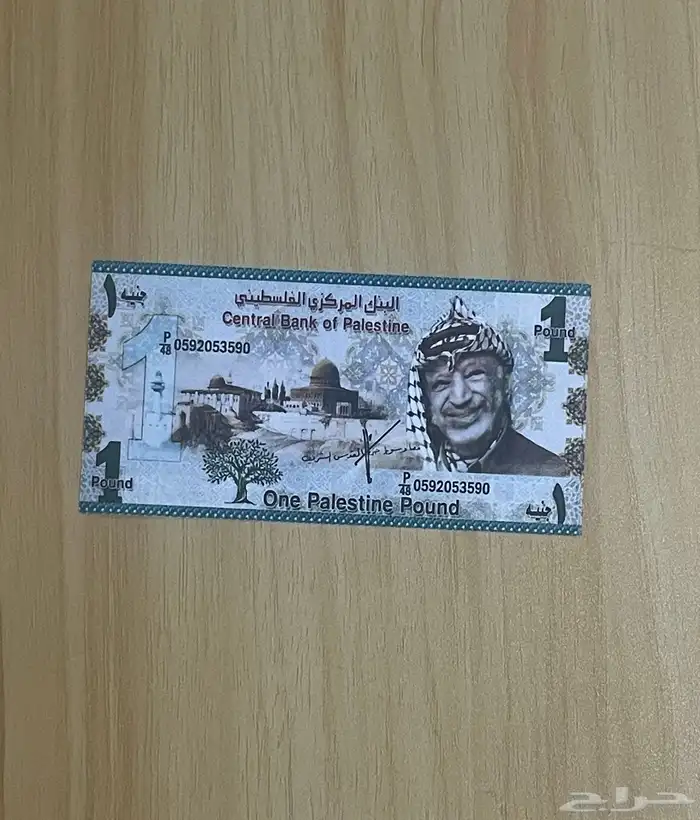 ١ جنيه
البنك المركزي الفلسطيني
Central Bank of Palestine
1
Pound
P/48 0592053590
1
1
Pound
P/48 0592053590
One Palestine Pound
جنيه ١
حراج